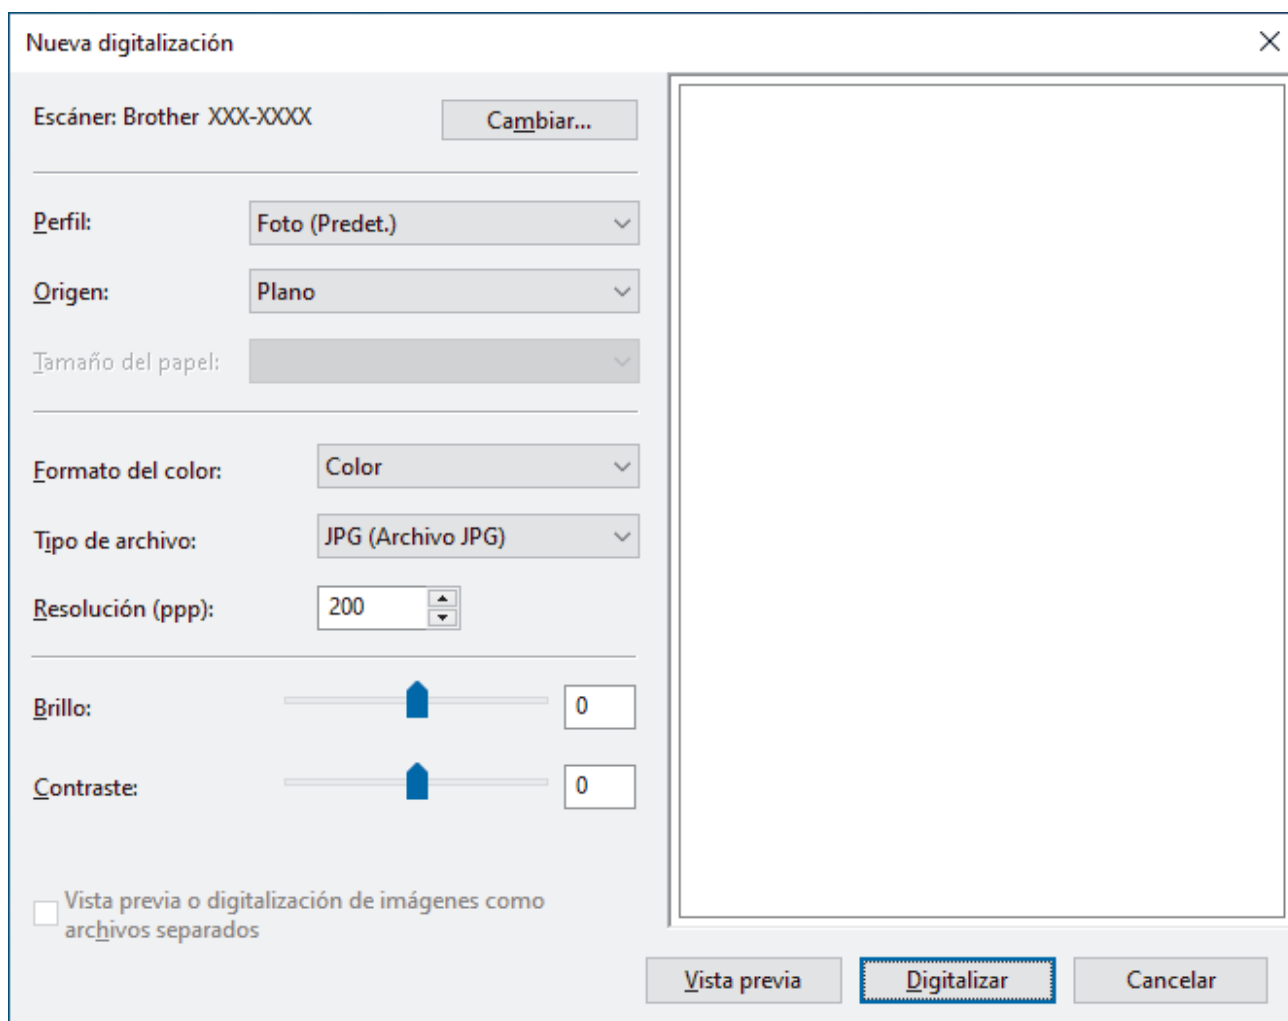 Nueva digitalización
Escáner: Brother XXX-XXXX
Cambiar...
Perfil:
Foto (Predet.)
Origen:
Plano
Tamaño del papel:
Formato del color:
Color
Tipo de archivo:
JPG (Archivo JPG)
Resolución (ppp):
200
Brillo:
0
Contraste:
0
Vista previa o digitalización de imágenes como
archivos separados
Vista previa
Digitalizar
Cancelar